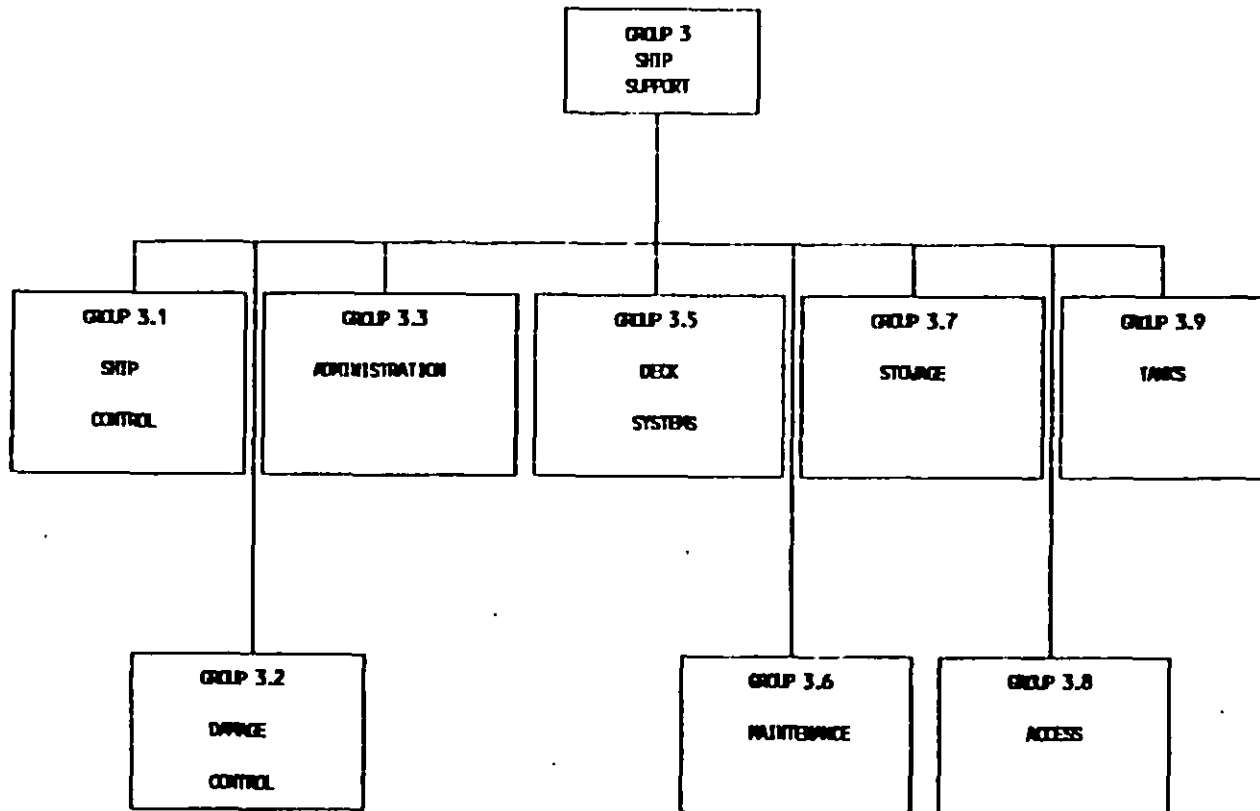 GROUP 3
SHIP
SUPPORT
GROUP 3.1
SHIP
CONTROL
GROUP 3.3
ADMINISTRATION
GROUP 3.5
DECK
SYSTEMS
GROUP 3.7
STOWAGE
GROUP 3.9
TANKS
GROUP 3.2
DAMAGE
CONTROL
GROUP 3.6
MAINTENANCE
GROUP 3.8
ACCESS